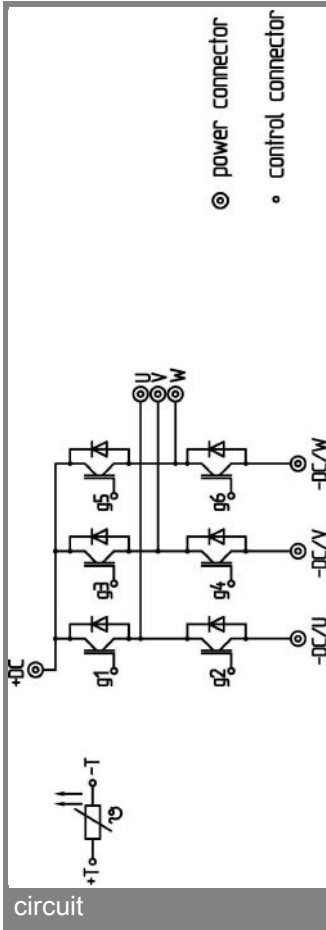 power connector
control connector
U
V
W
+DC
g1
g3
g5
g2
g4
g6
-DC/U
-DC/V
-DC/W
+T
-T
ϑ
circuit